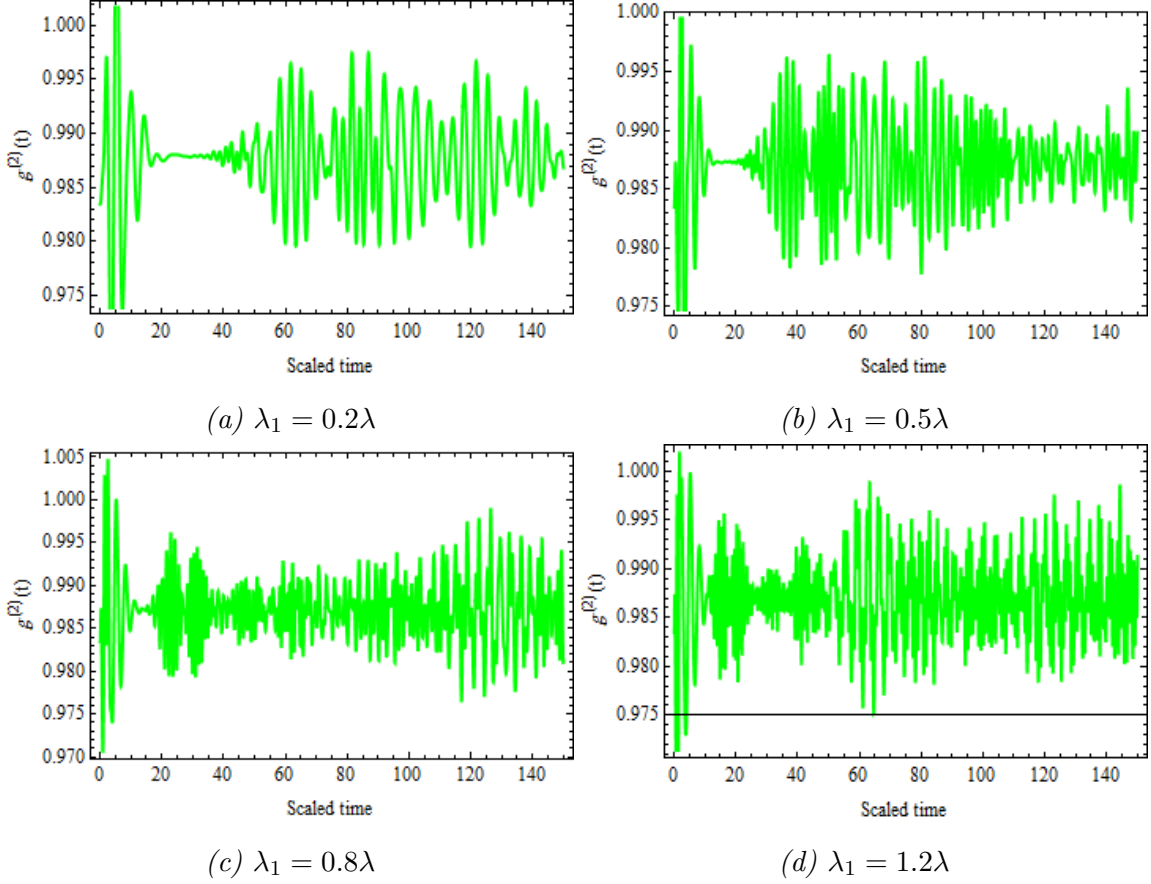 1.000
0.995
0.990
0.985
0.980
0.975
g^(2)(t)
0 20 40 60 80 100 120 140
Scaled time
(a) λ₁ = 0.2λ
1.000
0.995
0.990
0.985
0.980
0.975
g^(2)(t)
0 20 40 60 80 100 120 140
Scaled time
(b) λ₁ = 0.5λ
1.005
1.000
0.995
0.990
0.985
0.980
0.975
0.970
g^(2)(t)
0 20 40 60 80 100 120 140
Scaled time
(c) λ₁ = 0.8λ
1.000
0.995
0.990
0.985
0.980
0.975
g^(2)(t)
0 20 40 60 80 100 120 140
Scaled time
(d) λ₁ = 1.2λ